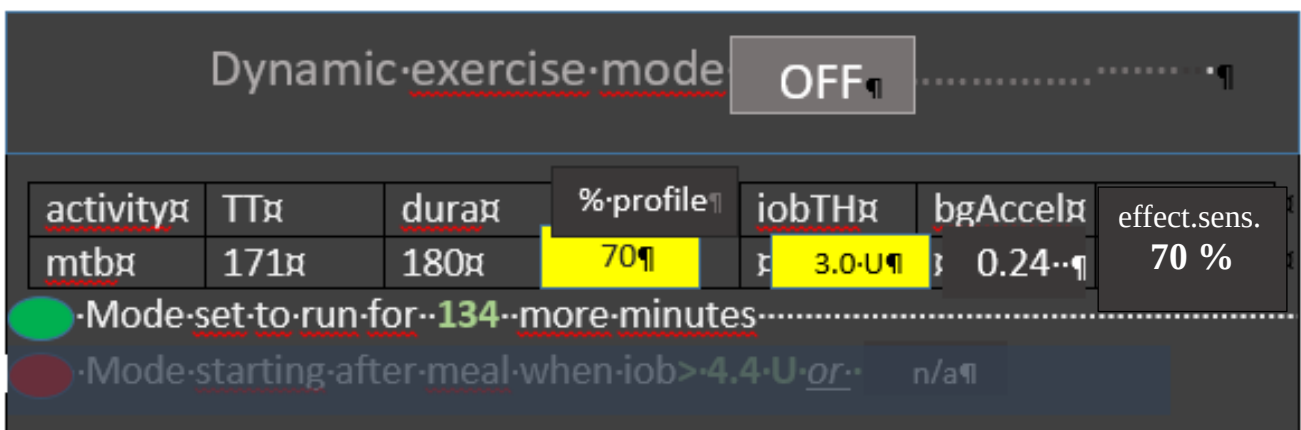 Dynamic exercise mode OFF
activity TT dura % profile iobTH bgAccel effect.sens.
mtb 171 180 70 3.0 U 0.24 70 %
Mode set to run for 134 more minutes
Mode starting after meal when iob> 4.4 U or n/a